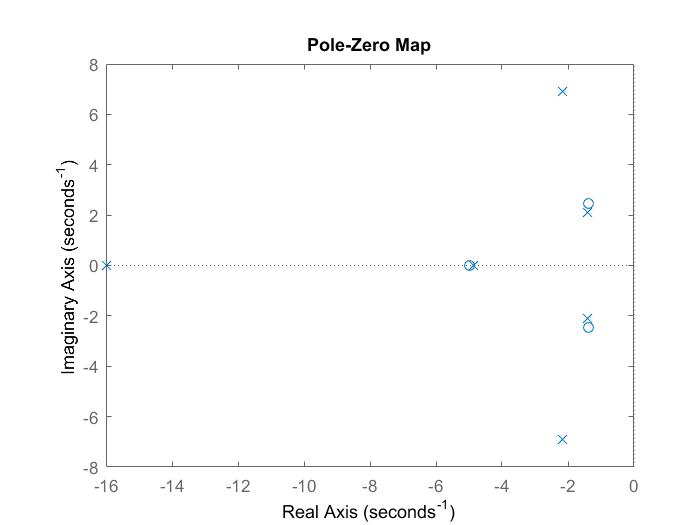 Pole-Zero Map
8
6
4
2
0
-2
-4
-6
-8
Imaginary Axis (seconds⁻¹)
-16 -14 -12 -10 -8 -6 -4 -2 0
Real Axis (seconds⁻¹)